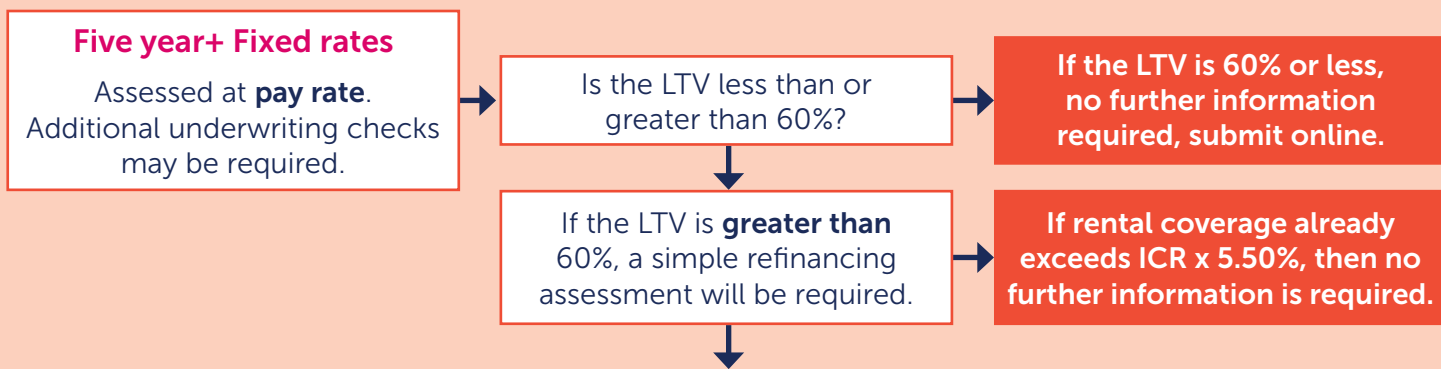 Five year+ Fixed rates
Assessed at pay rate.
Additional underwriting checks
may be required.
Is the LTV less than or
greater than 60%?
If the LTV is 60% or less,
no further information
required, submit online.
If the LTV is greater than
60%, a simple refinancing
assessment will be required.
If rental coverage already
exceeds ICR x 5.50%, then no
further information is required.